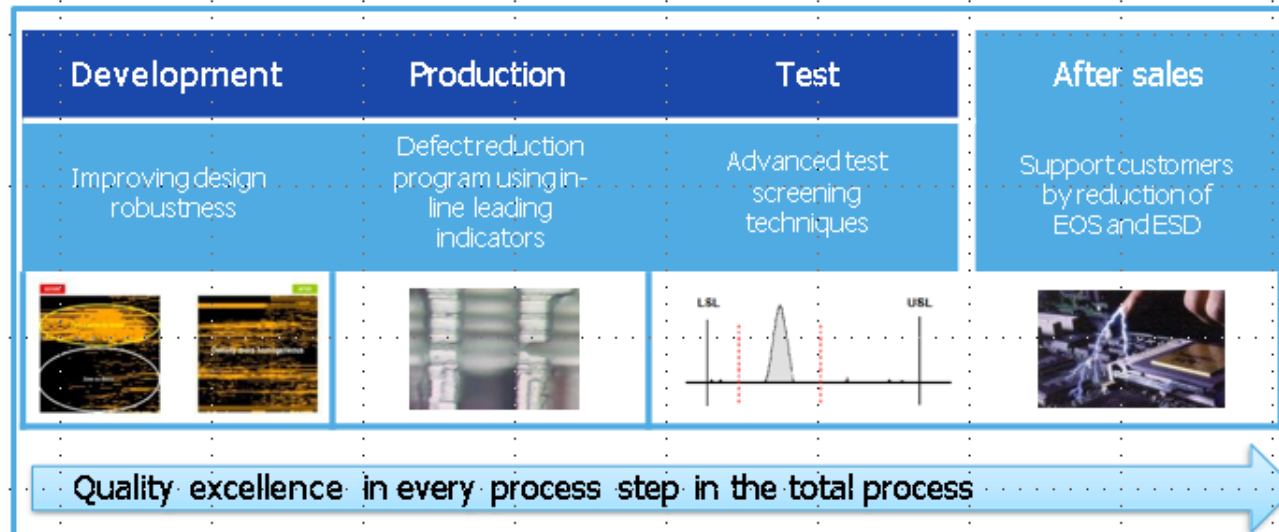 Development
Production
Test
After sales
Improving design
robustness
Defect reduction
program using in-
line leading
indicators
Advanced test
screening
techniques
Support customers
by reduction of
EOS and ESD
LSL
USL
Quality excellence in every process step in the total process